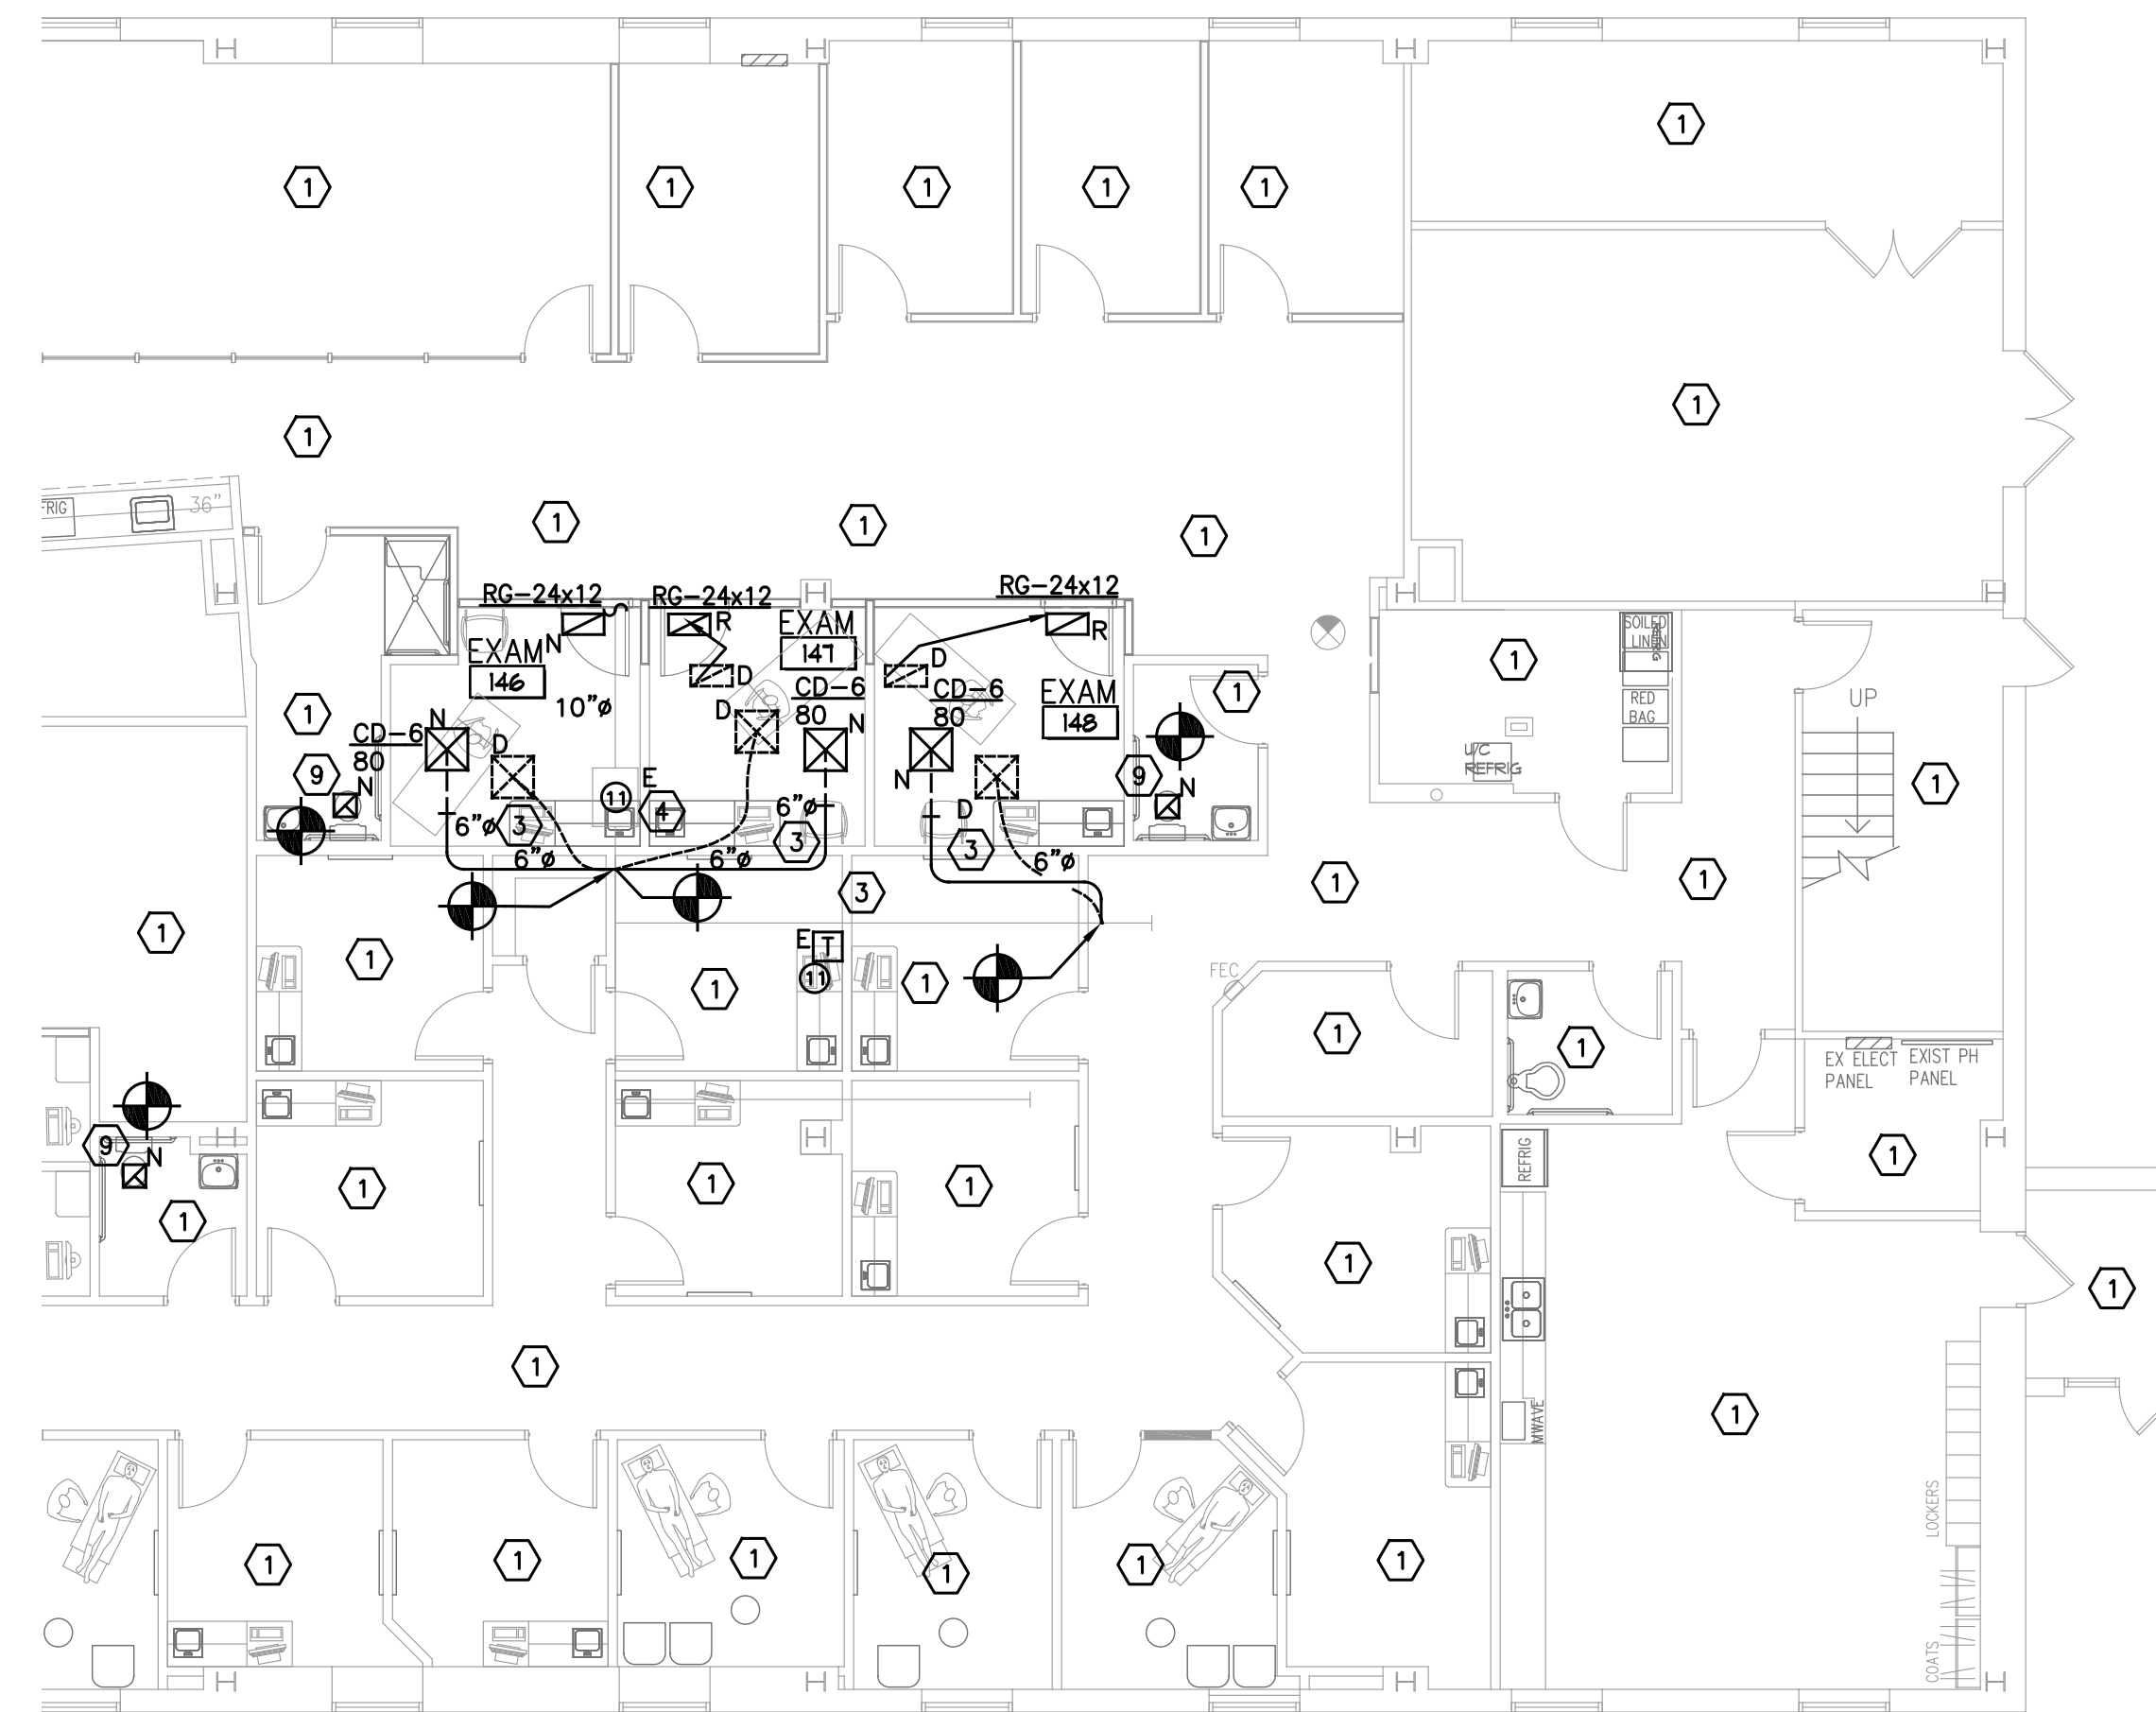 1
1
1
1
1
1
1
1
36"
FRIG
1
1
1
RG-24x12
RG-24x12
RG-24x12
N
R
R
EXAM
146
EXAM
147
EXAM
148
SOILED
LINEN
REFRIG
RED
BAG
U/C
REFRIG
1
1
1
UP
D
D
D
CD-6
80
N
CD-6
80
N
CD-6
80
N
10"ø
D
D
9
N
9
N
11
E
4
6"ø
3
6"ø
3
3
6"ø
6"ø
6"ø
3
1
1
1
1
1
E
T
11
1
1
FEC
1
1
EX ELECT
PANEL
EXIST PH
PANEL
9
N
1
1
1
1
1
REFRIG
1
1
1
1
MWAVE
1
LOCKERS
COATS
1
1
1
1
1
1